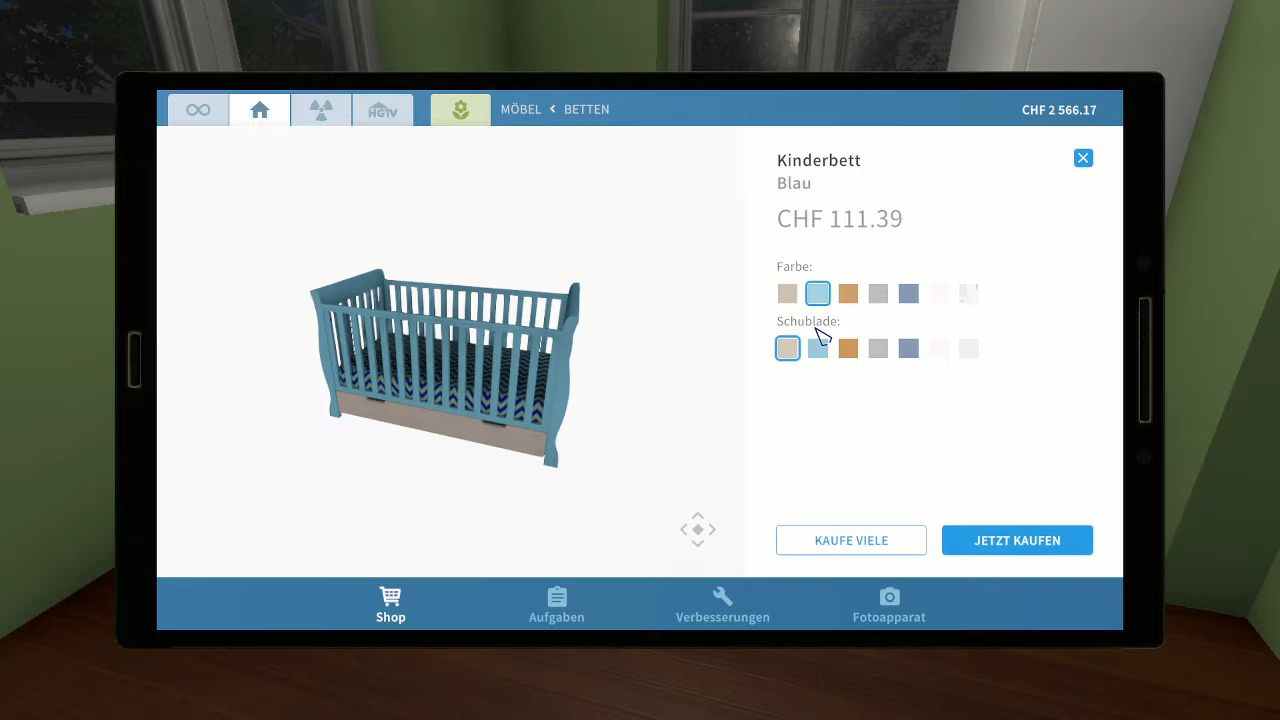 HGTV
MÖBEL < BETTEN
CHF 2 566.17
Kinderbett
Blau
CHF 111.39
Farbe:
Schublade:
KAUFE VIELE
JETZT KAUFEN
Shop
Aufgaben
Verbesserungen
Fotoapparat